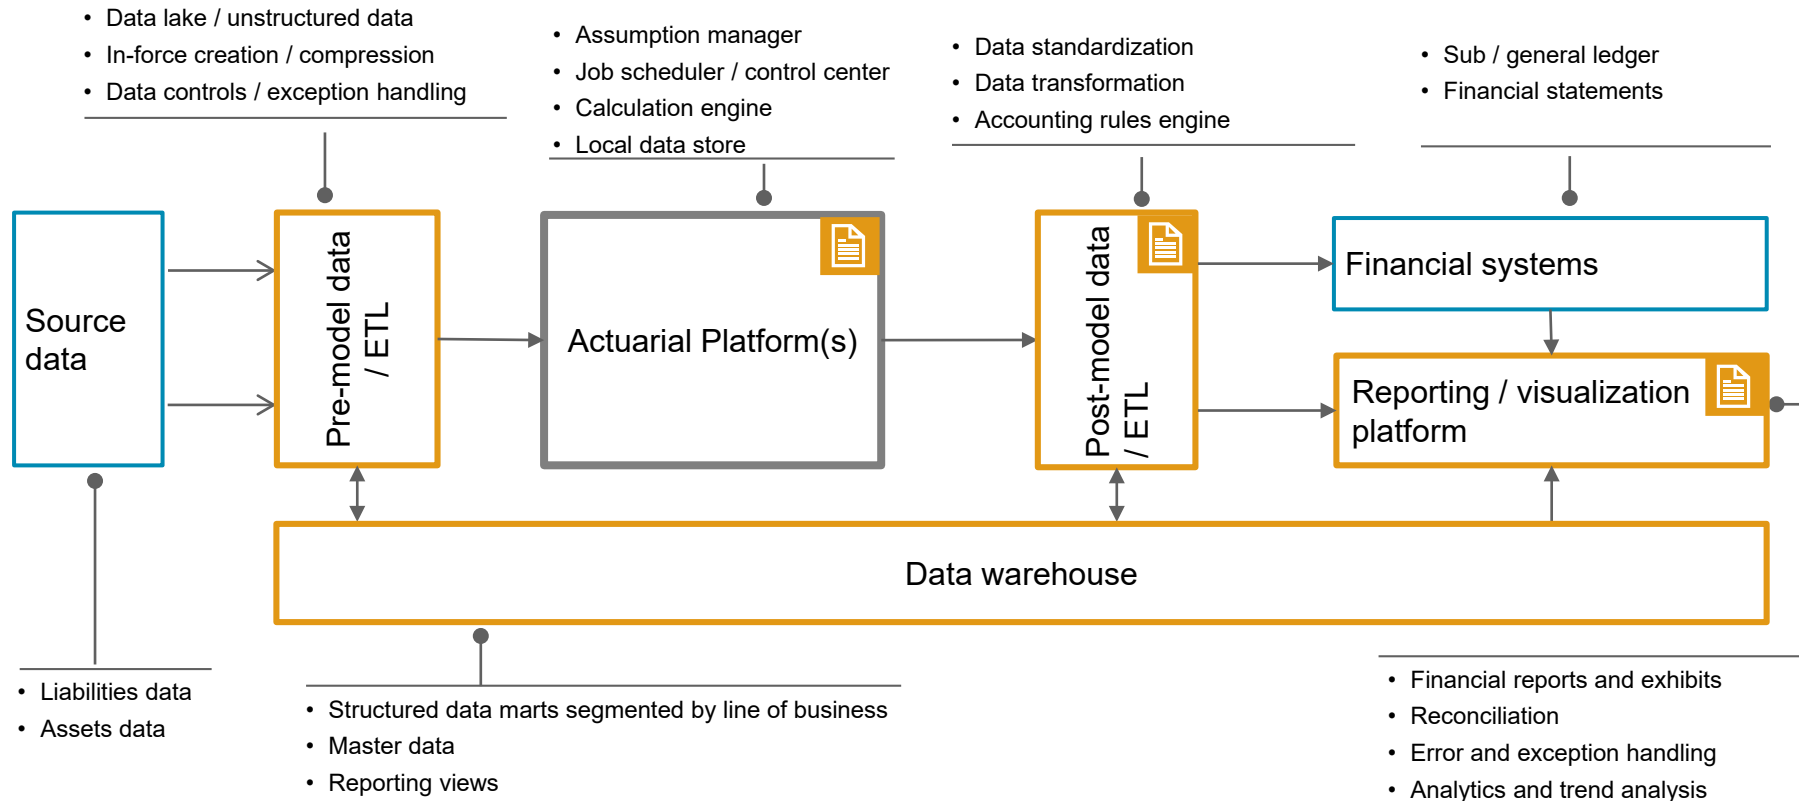 • Data lake / unstructured data
• In-force creation / compression
• Data controls / exception handling
• Assumption manager
• Job scheduler / control center
• Calculation engine
• Local data store
• Data standardization
• Data transformation
• Accounting rules engine
• Sub / general ledger
• Financial statements
Source
data
Pre-model data
/ ETL
Actuarial Platform(s)
Post-model data
/ ETL
Financial systems
Reporting / visualization
platform
Data warehouse
• Liabilities data
• Assets data
• Structured data marts segmented by line of business
• Master data
• Reporting views
• Financial reports and exhibits
• Reconciliation
• Error and exception handling
• Analytics and trend analysis